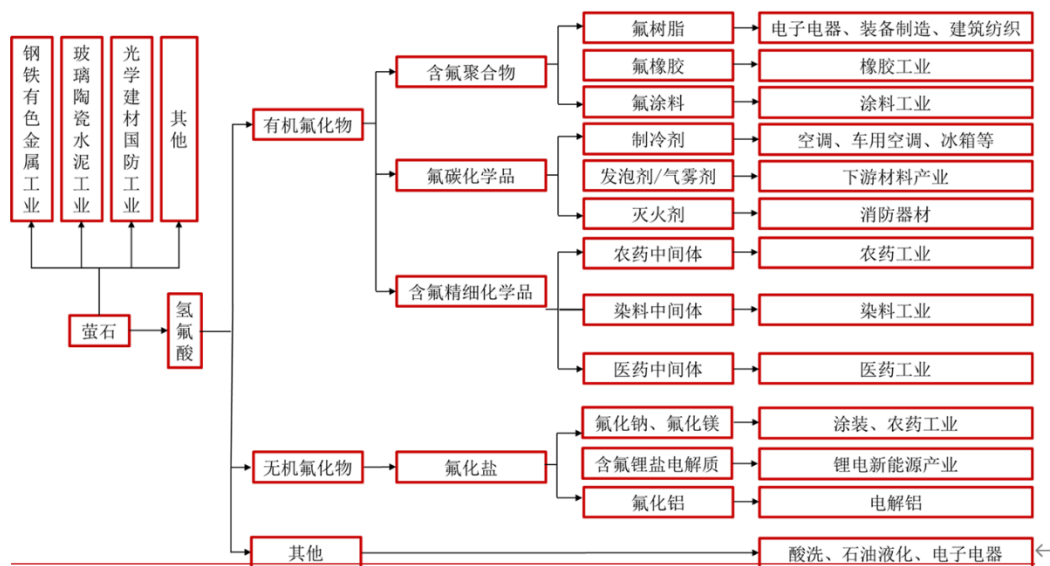 钢铁有色金属工业
玻璃陶瓷水泥工业
光学建材国防工业
其他
萤石
氢氟酸
有机氟化物
含氟聚合物
氟树脂
电子电器、装备制造、建筑纺织
氟橡胶
橡胶工业
氟涂料
涂料工业
氟碳化学品
制冷剂
空调、车用空调、冰箱等
发泡剂/气雾剂
下游材料产业
灭火剂
消防器材
含氟精细化学品
农药中间体
农药工业
染料中间体
染料工业
医药中间体
医药工业
无机氟化物
氟化盐
氟化钠、氟化镁
涂装、农药工业
含氟锂盐电解质
锂电新能源产业
氟化铝
电解铝
其他
酸洗、石油液化、电子电器